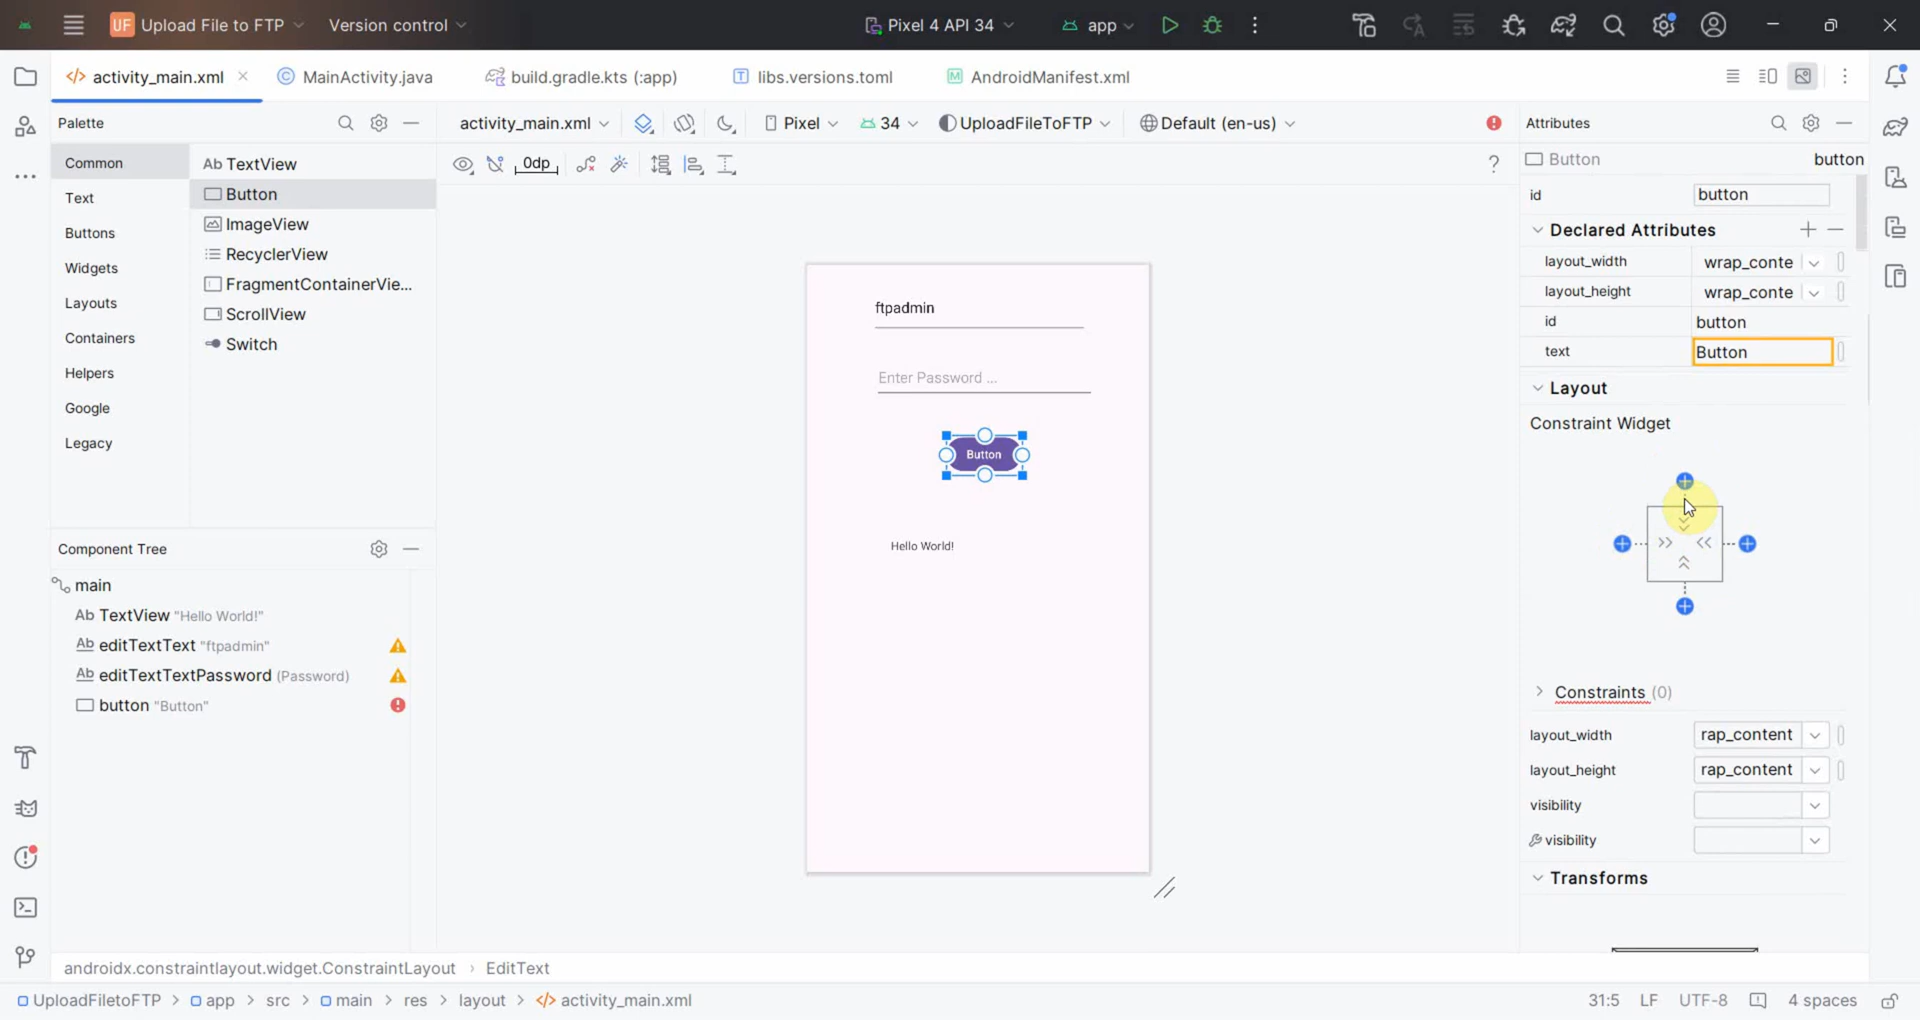 UF Upload File to FTP Version control Pixel 4 API 34 app
activity_main.xml MainActivity.java build.gradle.kts (:app) libs.versions.toml AndroidManifest.xml
Palette activity_main.xml Pixel 34 UploadFileToFTP Default (en-us) Attributes
Common Ab TextView 0dp ? Button button
Text Button id button
Buttons ImageView Declared Attributes
Widgets RecyclerView layout_width wrap_conte
Layouts FragmentContainerVie... layout_height wrap_conte
Containers ScrollView id button
Helpers Switch text Button
Google
Legacy
ftpadmin
Enter Password ...
Button
Hello World!
Layout
Constraint Widget
Component Tree
main
Ab TextView "Hello World!"
Ab editTextText "ftpadmin"
Ab editTextTextPassword (Password)
button "Button"
Constraints (0)
layout_width rap_content
layout_height rap_content
visibility
visibility
Transforms
androidx.constraintlayout.widget.ConstraintLayout › EditText
UploadFiletoFTP > app > src > main > res > layout > activity_main.xml 31:5 LF UTF-8 4 spaces